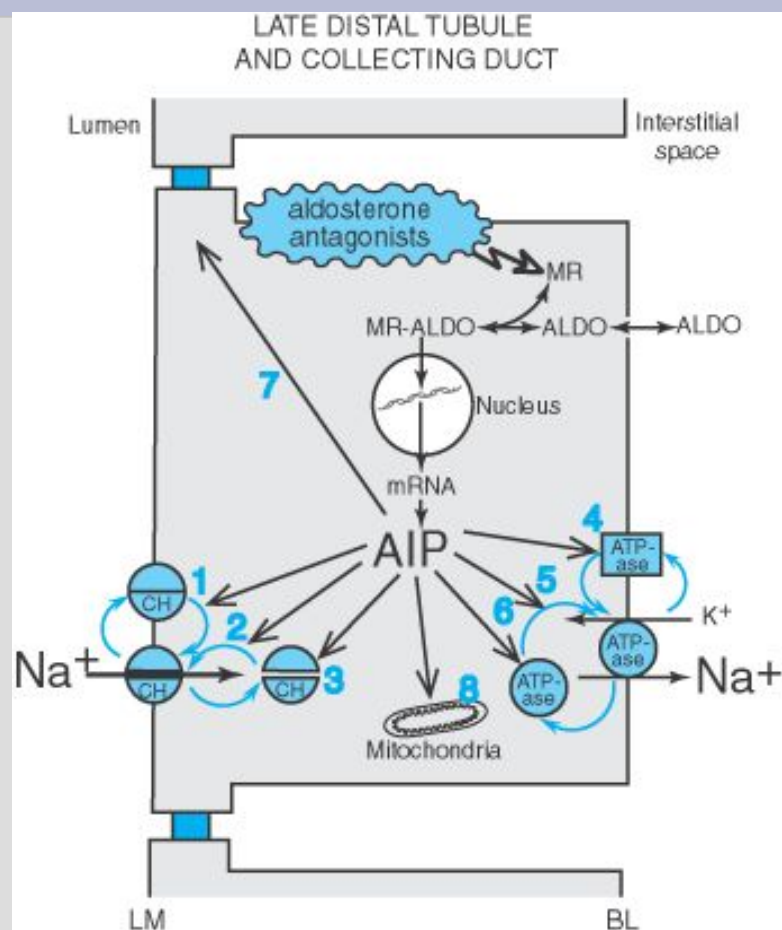 LATE DISTAL TUBULE
AND COLLECTING DUCT
Lumen
Interstitial
space
aldosterone
antagonists
MR
MR-ALDO
ALDO
ALDO
7
Nucleus
mRNA
AIP
4
ATP-
ase
1
CH
5
6
K+
2
ATP-
ase
Na+
CH
CH
3
ATP-
ase
8
Na+
Mitochondria
LM
BL